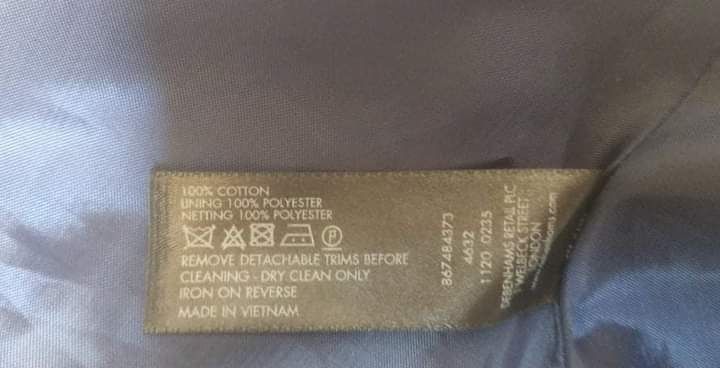 100% COTTON
LINING 100% POLYESTER
NETTING 100% POLYESTER
REMOVE DETACHABLE TRIMS BEFORE
CLEANING - DRY CLEAN ONLY
IRON ON REVERSE
MADE IN VIETNAM
867484373
4632
1120 0235
DEBENHAMS RETAIL PLC
WELBECK STREET
LONDON